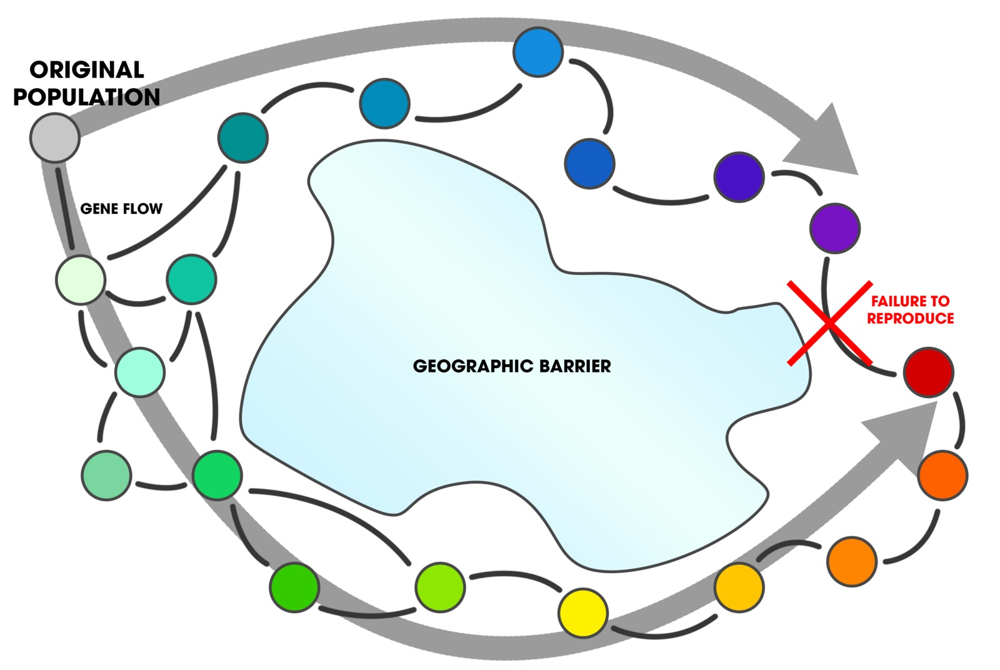 ORIGINAL
POPULATION
GENE FLOW
GEOGRAPHIC BARRIER
FAILURE TO
REPRODUCE